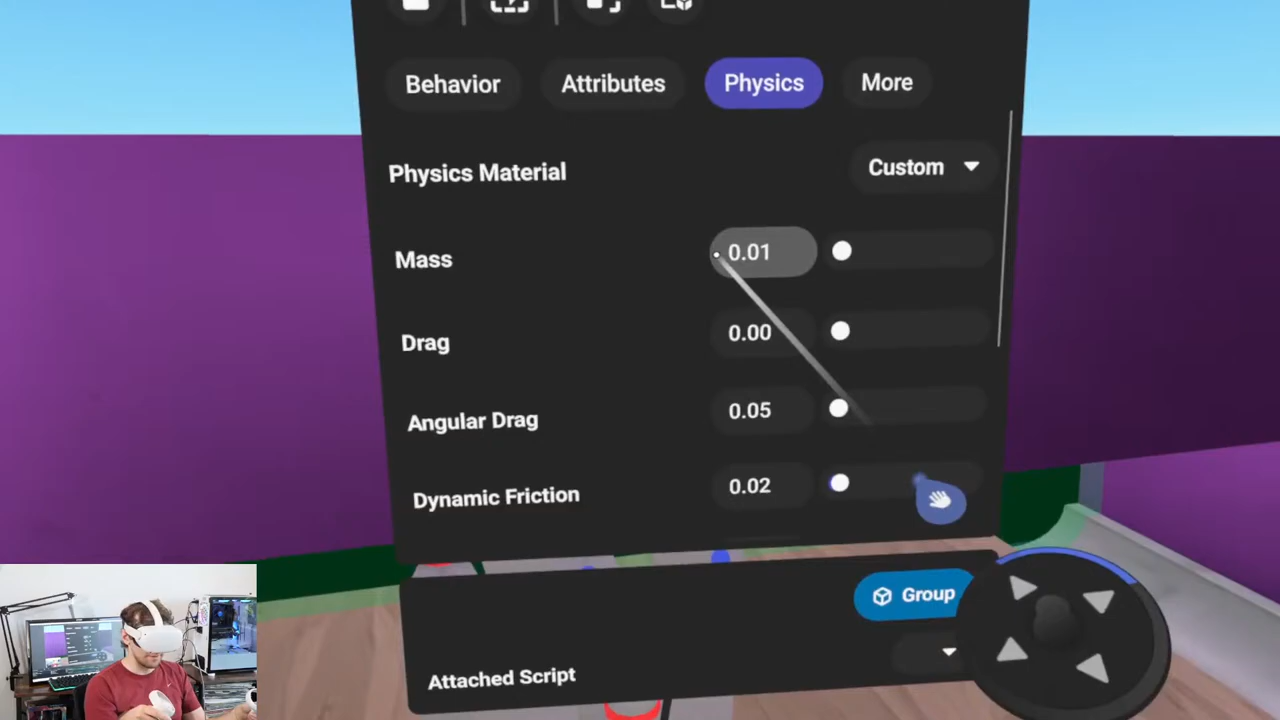 Behavior Attributes Physics More
Physics Material Custom
Mass 0.01
Drag 0.00
Angular Drag 0.05
Dynamic Friction 0.02
Group
Attached Script